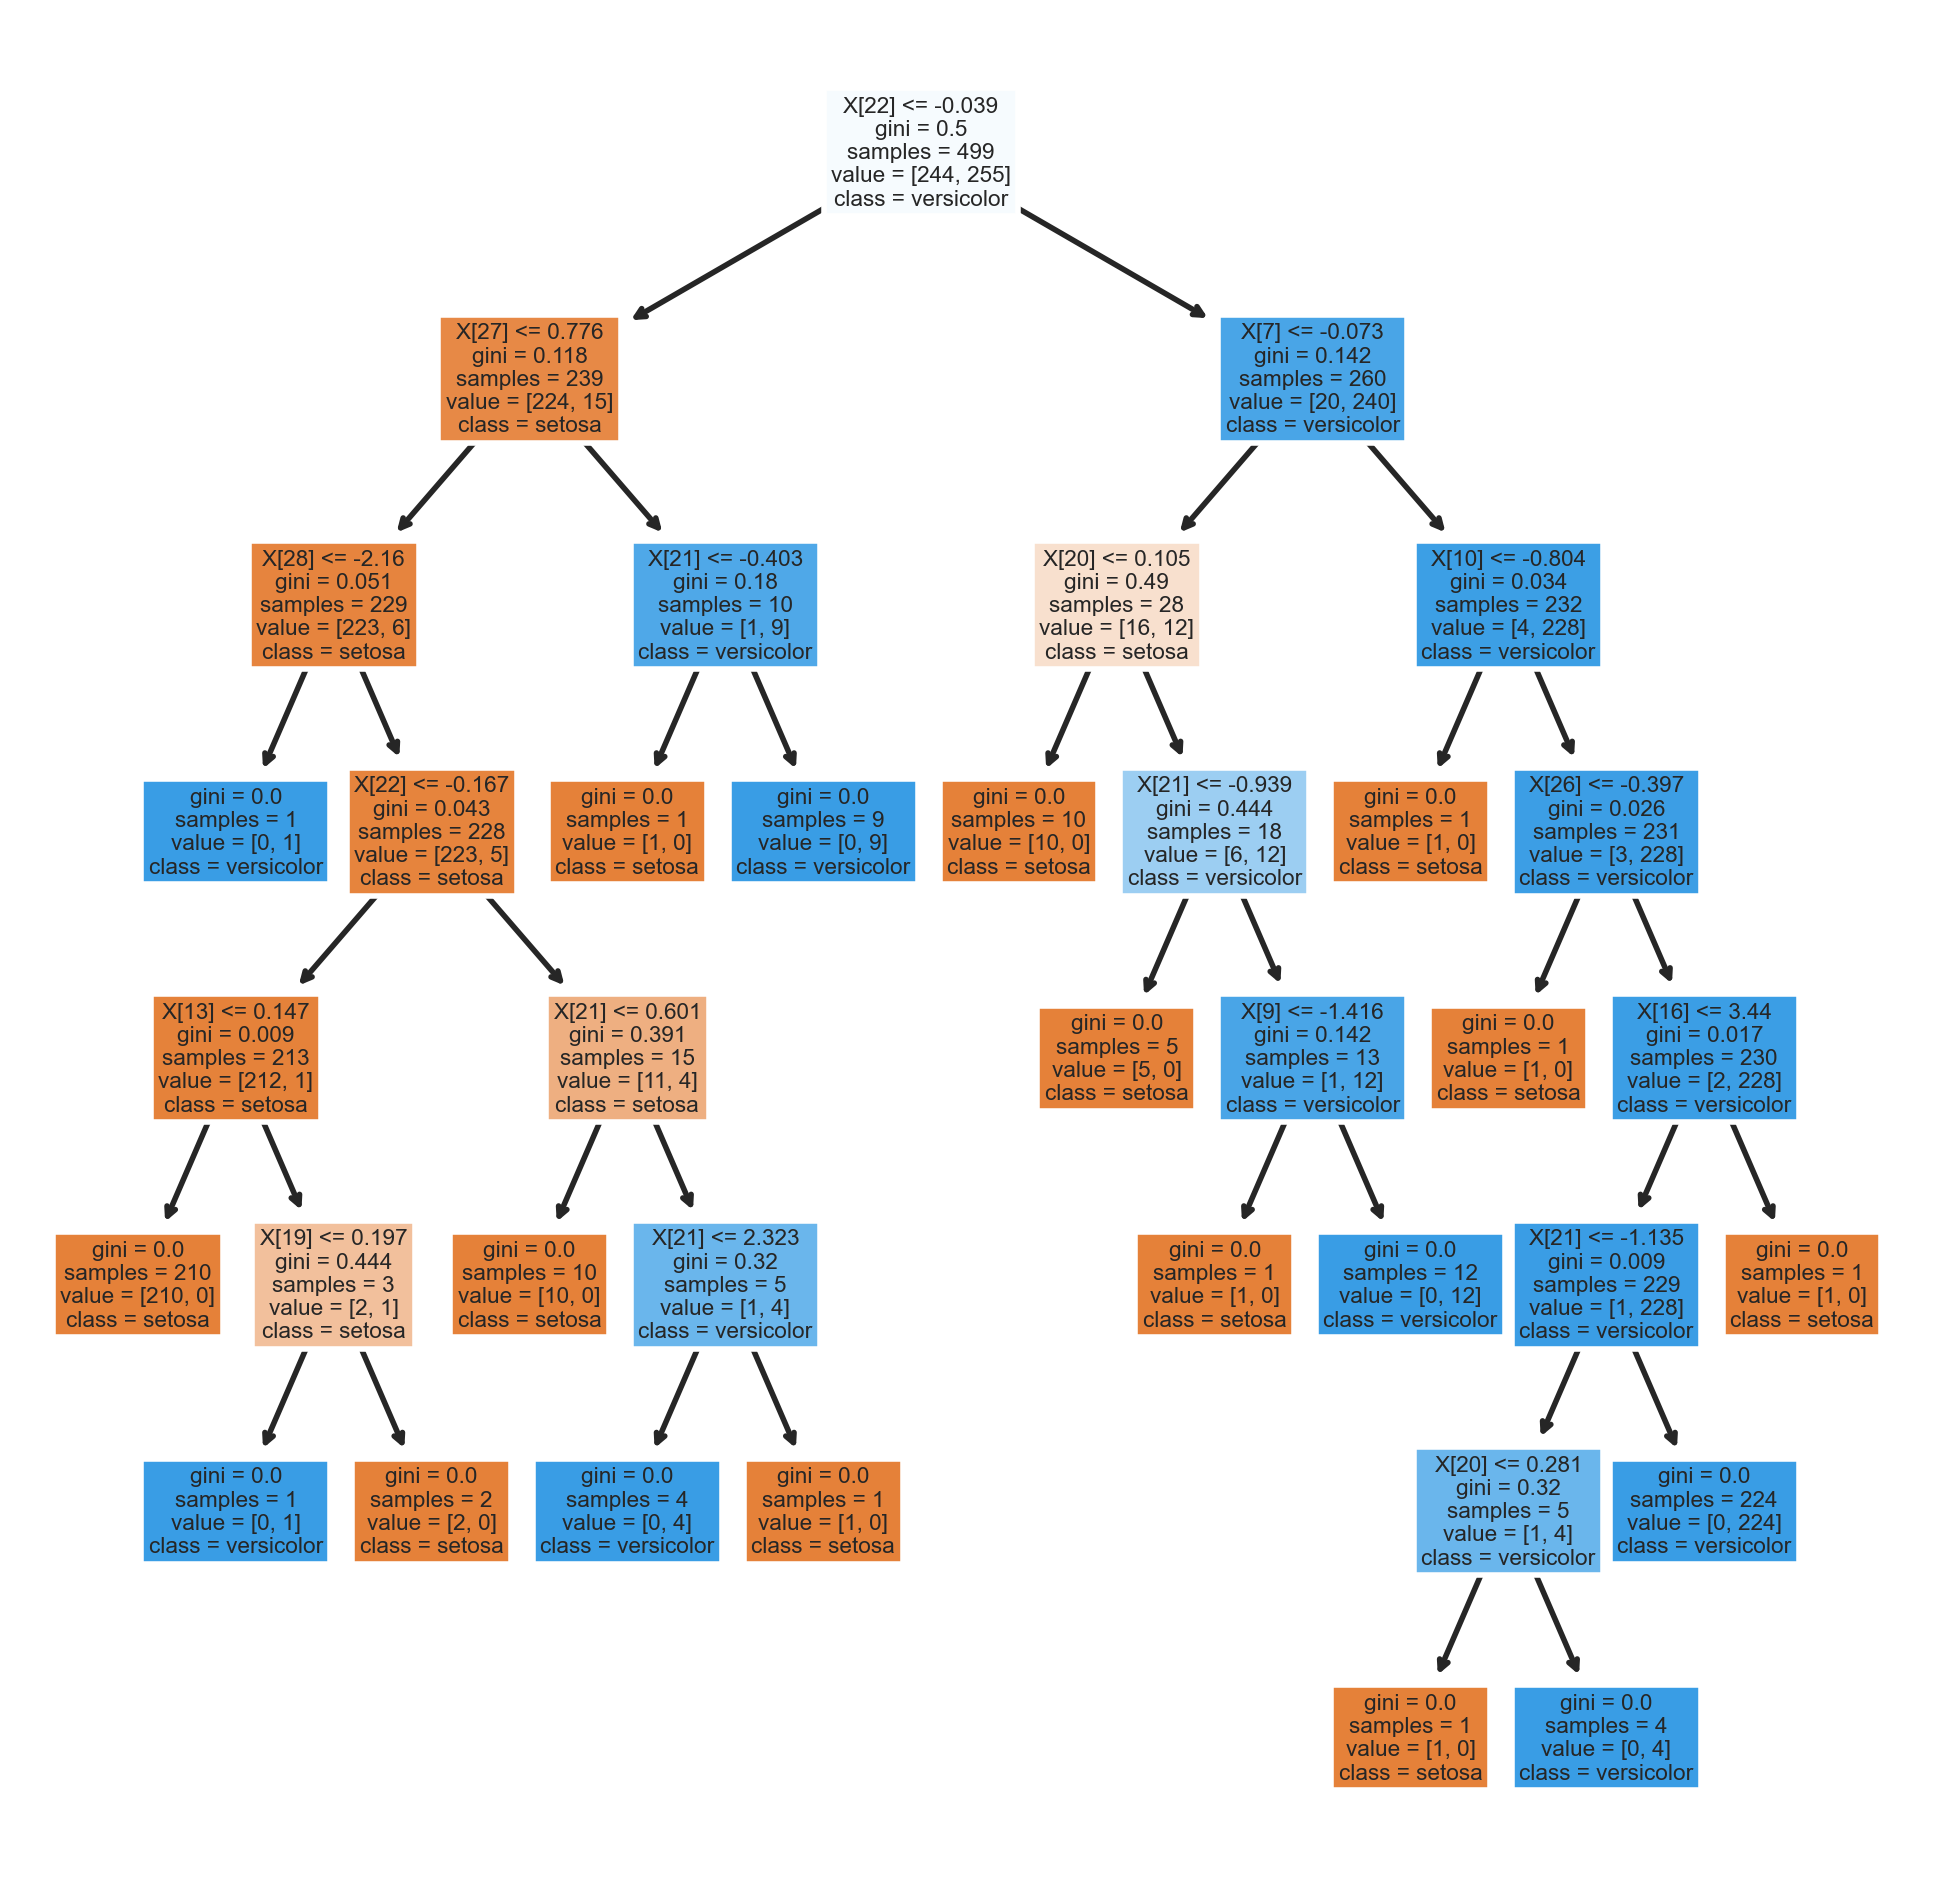 X[22] <= -0.039
gini = 0.5
samples = 499
value = [244, 255]
class = versicolor
X[27] <= 0.776
gini = 0.118
samples = 239
value = [224, 15]
class = setosa
X[7] <= -0.073
gini = 0.142
samples = 260
value = [20, 240]
class = versicolor
X[28] <= -2.16
gini = 0.051
samples = 229
value = [223, 6]
class = setosa
X[21] <= -0.403
gini = 0.18
samples = 10
value = [1, 9]
class = versicolor
X[20] <= 0.105
gini = 0.49
samples = 28
value = [16, 12]
class = setosa
X[10] <= -0.804
gini = 0.034
samples = 232
value = [4, 228]
class = versicolor
gini = 0.0
samples = 1
value = [0, 1]
class = versicolor
X[22] <= -0.167
gini = 0.043
samples = 228
value = [223, 5]
class = setosa
gini = 0.0
samples = 1
value = [1, 0]
class = setosa
gini = 0.0
samples = 9
value = [0, 9]
class = versicolor
gini = 0.0
samples = 10
value = [10, 0]
class = setosa
X[21] <= -0.939
gini = 0.444
samples = 18
value = [6, 12]
class = versicolor
gini = 0.0
samples = 1
value = [1, 0]
class = setosa
X[26] <= -0.397
gini = 0.026
samples = 231
value = [3, 228]
class = versicolor
X[13] <= 0.147
gini = 0.009
samples = 213
value = [212, 1]
class = setosa
X[21] <= 0.601
gini = 0.391
samples = 15
value = [11, 4]
class = setosa
gini = 0.0
samples = 5
value = [5, 0]
class = setosa
X[9] <= -1.416
gini = 0.142
samples = 13
value = [1, 12]
class = versicolor
gini = 0.0
samples = 1
value = [1, 0]
class = setosa
X[16] <= 3.44
gini = 0.017
samples = 230
value = [2, 228]
class = versicolor
gini = 0.0
samples = 210
value = [210, 0]
class = setosa
X[19] <= 0.197
gini = 0.444
samples = 3
value = [2, 1]
class = setosa
gini = 0.0
samples = 10
value = [10, 0]
class = setosa
X[21] <= 2.323
gini = 0.32
samples = 5
value = [1, 4]
class = versicolor
gini = 0.0
samples = 1
value = [1, 0]
class = setosa
gini = 0.0
samples = 12
value = [0, 12]
class = versicolor
X[21] <= -1.135
gini = 0.009
samples = 229
value = [1, 228]
class = versicolor
gini = 0.0
samples = 1
value = [1, 0]
class = setosa
gini = 0.0
samples = 1
value = [0, 1]
class = versicolor
gini = 0.0
samples = 2
value = [2, 0]
class = setosa
gini = 0.0
samples = 4
value = [0, 4]
class = versicolor
gini = 0.0
samples = 1
value = [1, 0]
class = setosa
X[20] <= 0.281
gini = 0.32
samples = 5
value = [1, 4]
class = versicolor
gini = 0.0
samples = 224
value = [0, 224]
class = versicolor
gini = 0.0
samples = 1
value = [1, 0]
class = setosa
gini = 0.0
samples = 4
value = [0, 4]
class = versicolor